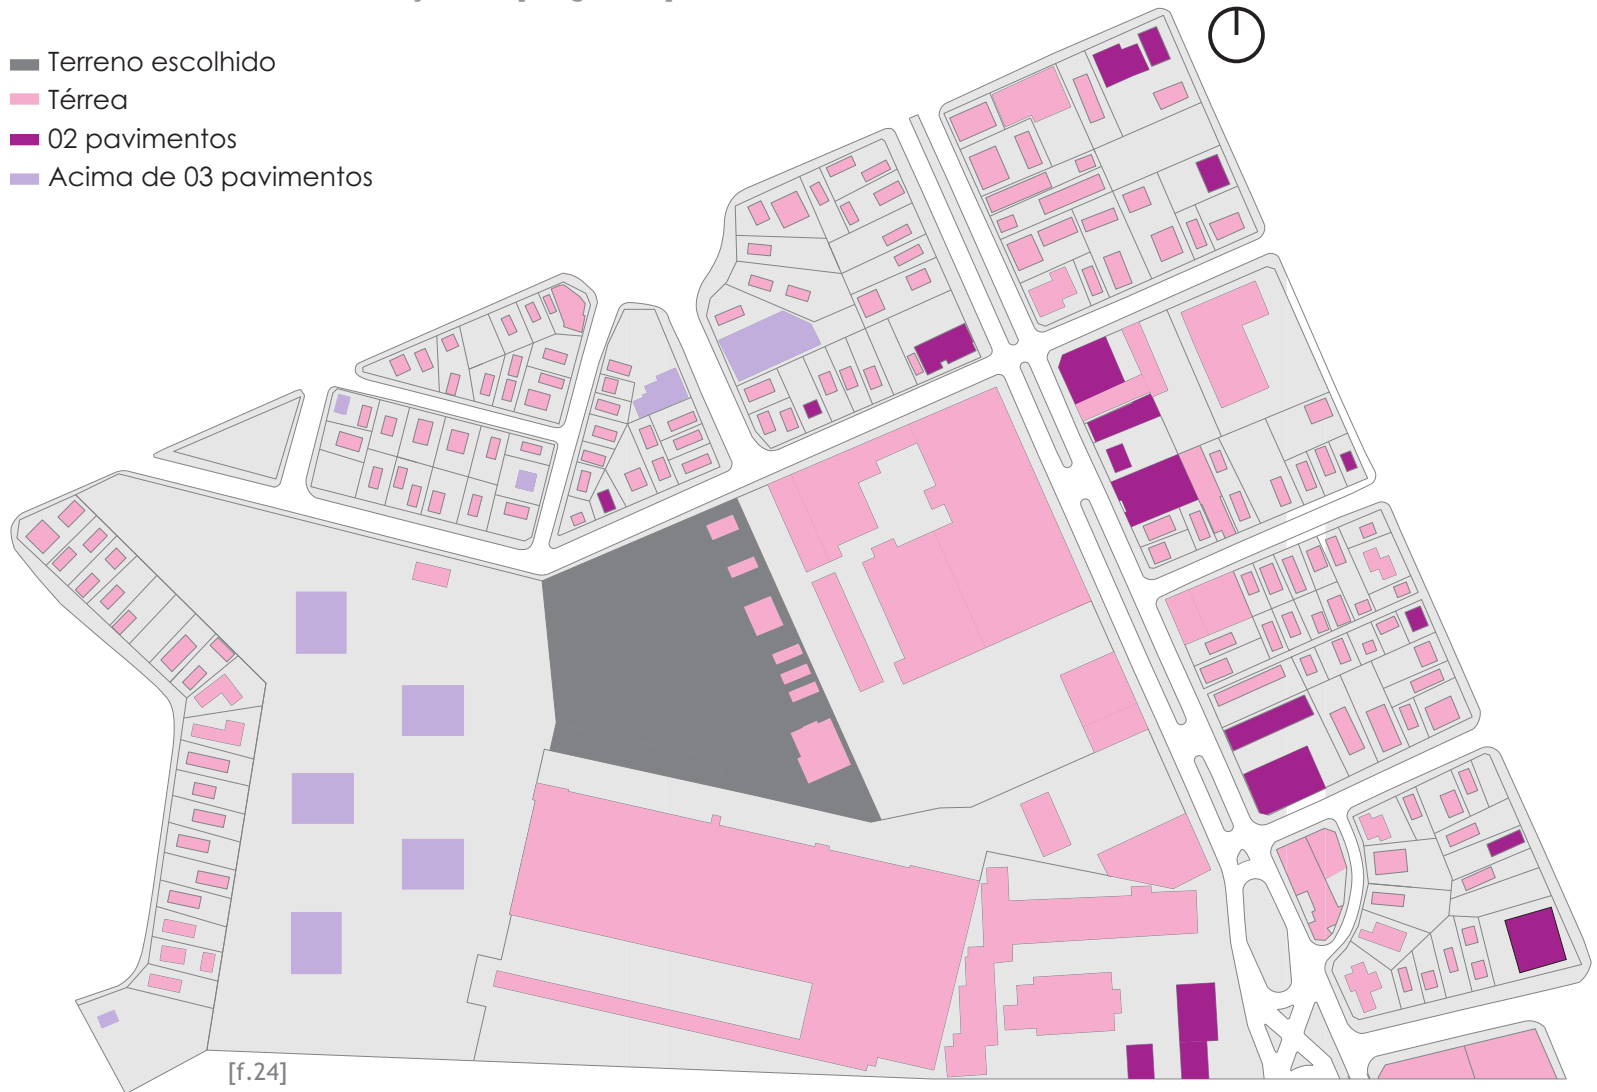 Terreno escolhido
Térrea
02 pavimentos
Acima de 03 pavimentos
[f.24]